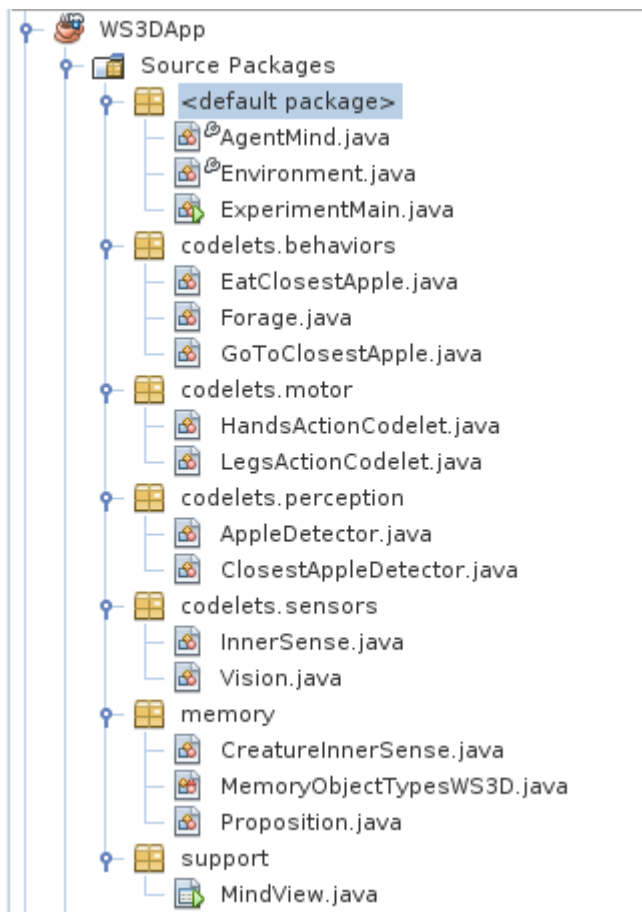 WS3DApp
Source Packages
<default package>
AgentMind.java
Environment.java
ExperimentMain.java
codelets.behaviors
EatClosestApple.java
Forage.java
GoToClosestApple.java
codelets.motor
HandsActionCodelet.java
LegsActionCodelet.java
codelets.perception
AppleDetector.java
ClosestAppleDetector.java
codelets.sensors
InnerSense.java
Vision.java
memory
CreatureInnerSense.java
MemoryObjectTypesWS3D.java
Proposition.java
support
MindView.java